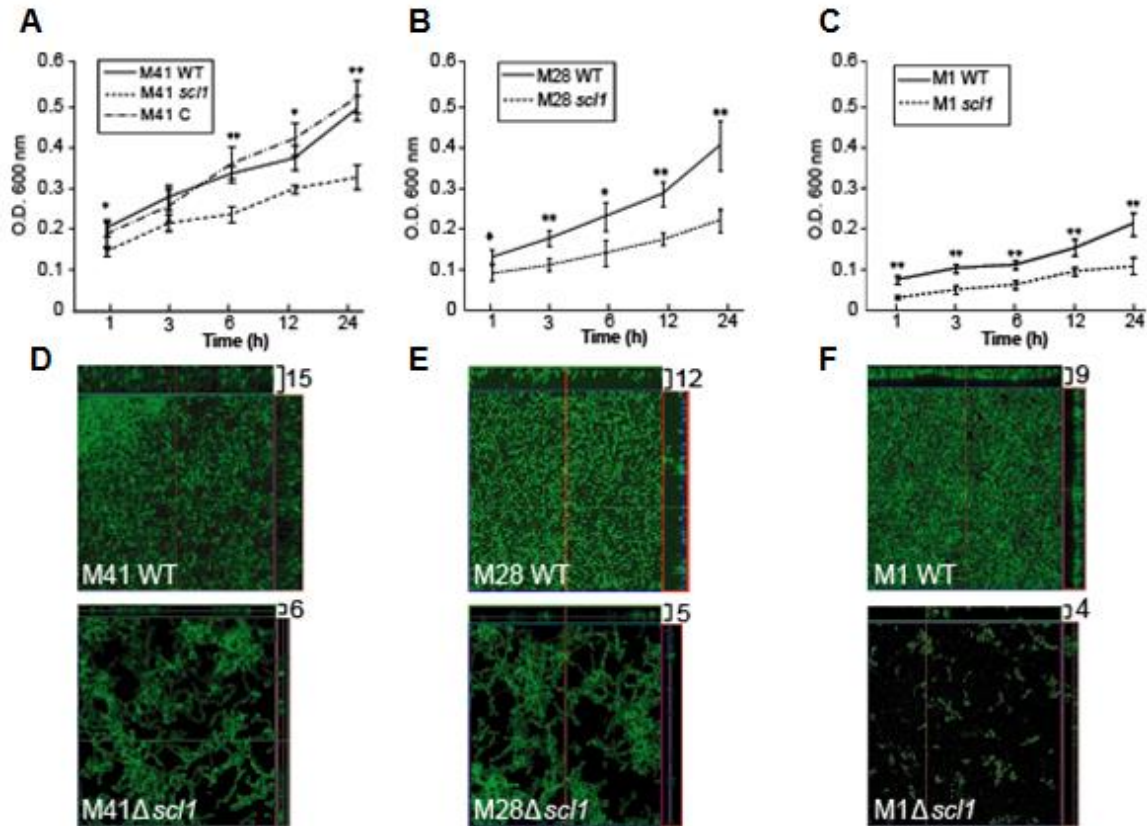 A
0.6
0.5
0.4
0.3
0.2
0.1
0
O.D. 600 nm
M41 WT
M41 scl1
M41 C
*
**
*
**
1 3 6 12 24
Time (h)
B
0.6
0.5
0.4
0.3
0.2
0.1
0
O.D. 600 nm
M28 WT
M28 scl1
*
**
*
**
**
1 3 6 12 24
Time (h)
C
0.6
0.5
0.4
0.3
0.2
0.1
0
O.D. 600 nm
M1 WT
M1 scl1
**
**
**
**
**
1 3 6 12 24
Time (h)
D
15
M41 WT
6
M41Δscl1
E
12
M28 WT
5
M28Δscl1
F
9
M1 WT
4
M1Δscl1